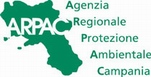 ARPAC
Agenzia
Regionale
Protezione
Ambientale
Campania